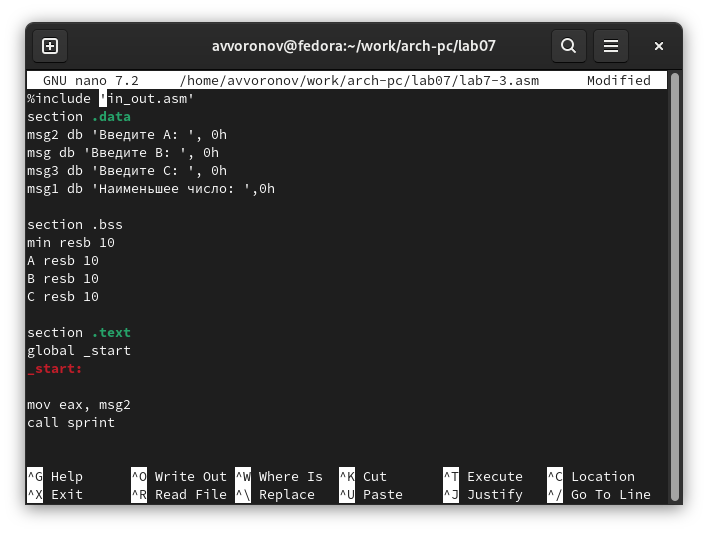 avvoronov@fedora:~/work/arch-pc/lab07
GNU nano 7.2 /home/avvoronov/work/arch-pc/lab07/lab7-3.asm Modified
%include 'in_out.asm'
section .data
msg2 db 'Введите A: ', 0h
msg db 'Введите B: ', 0h
msg3 db 'Введите C: ', 0h
msg1 db 'Наименьшее число: ',0h
section .bss
min resb 10
A resb 10
B resb 10
C resb 10
section .text
global _start
_start:
mov eax, msg2
call sprint
^G Help ^O Write Out ^W Where Is ^K Cut ^T Execute ^C Location
^X Exit ^R Read File ^\ Replace ^U Paste ^J Justify ^/ Go To Line